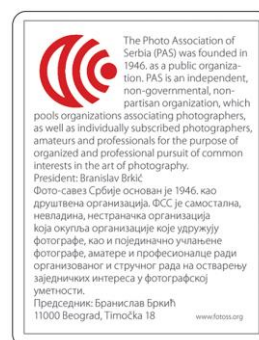 The Photo Association of
Serbia (PAS) was founded in
1946. as a public organiza-
tion. PAS is an independent,
non-governmental, non-
partisan organization, which
pools organizations associating photographers,
as well as individually subscribed photographers,
amateurs and professionals for the purpose of
organized and professional pursuit of common
interests in the art of photography.
President: Branislav Brkić
Фото-савез Србије основан је 1946. као
друштвена организација. ФСС је самостална,
невладина, нестраначка организација
која окупља организације које удружују
фотографе, као и појединачно учлањене
фотографе, аматере и професионалце ради
организованог и стручног рада на остварењу
заједничких интереса у фотографској
уметности.
Председник: Бранислав Бркић
11000 Beograd, Timočka 18 www.fotoss.org